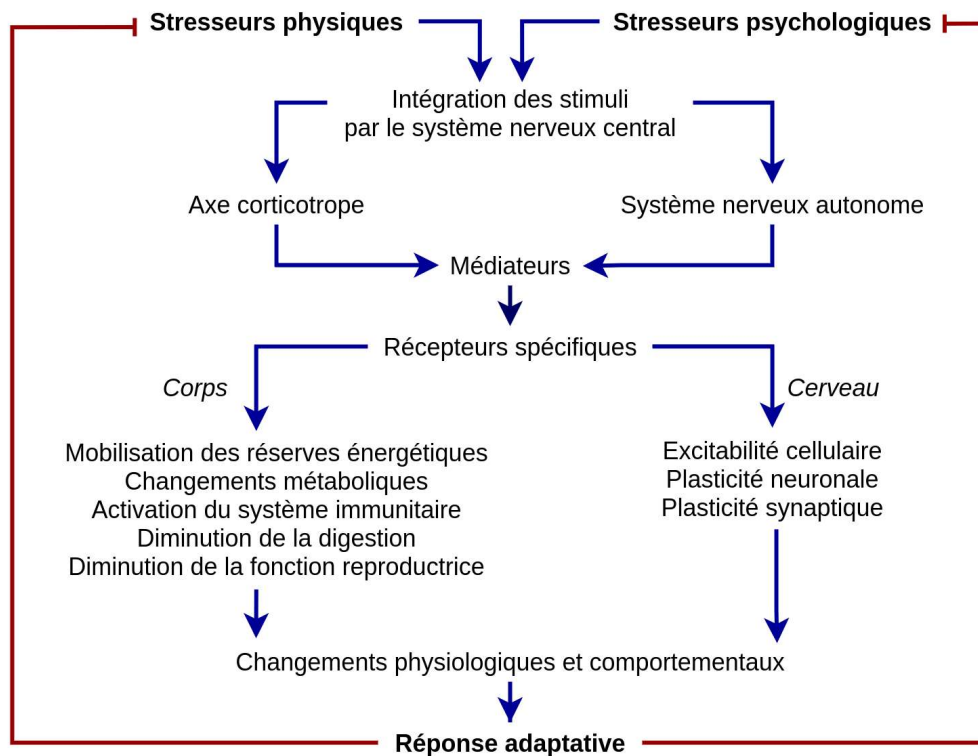 Stresseurs physiques
Stresseurs psychologiques
Intégration des stimuli
par le système nerveux central
Axe corticotrope
Système nerveux autonome
Médiateurs
Récepteurs spécifiques
Corps
Cerveau
Mobilisation des réserves énergétiques
Changements métaboliques
Activation du système immunitaire
Diminution de la digestion
Diminution de la fonction reproductrice
Excitabilité cellulaire
Plasticité neuronale
Plasticité synaptique
Changements physiologiques et comportementaux
Réponse adaptative